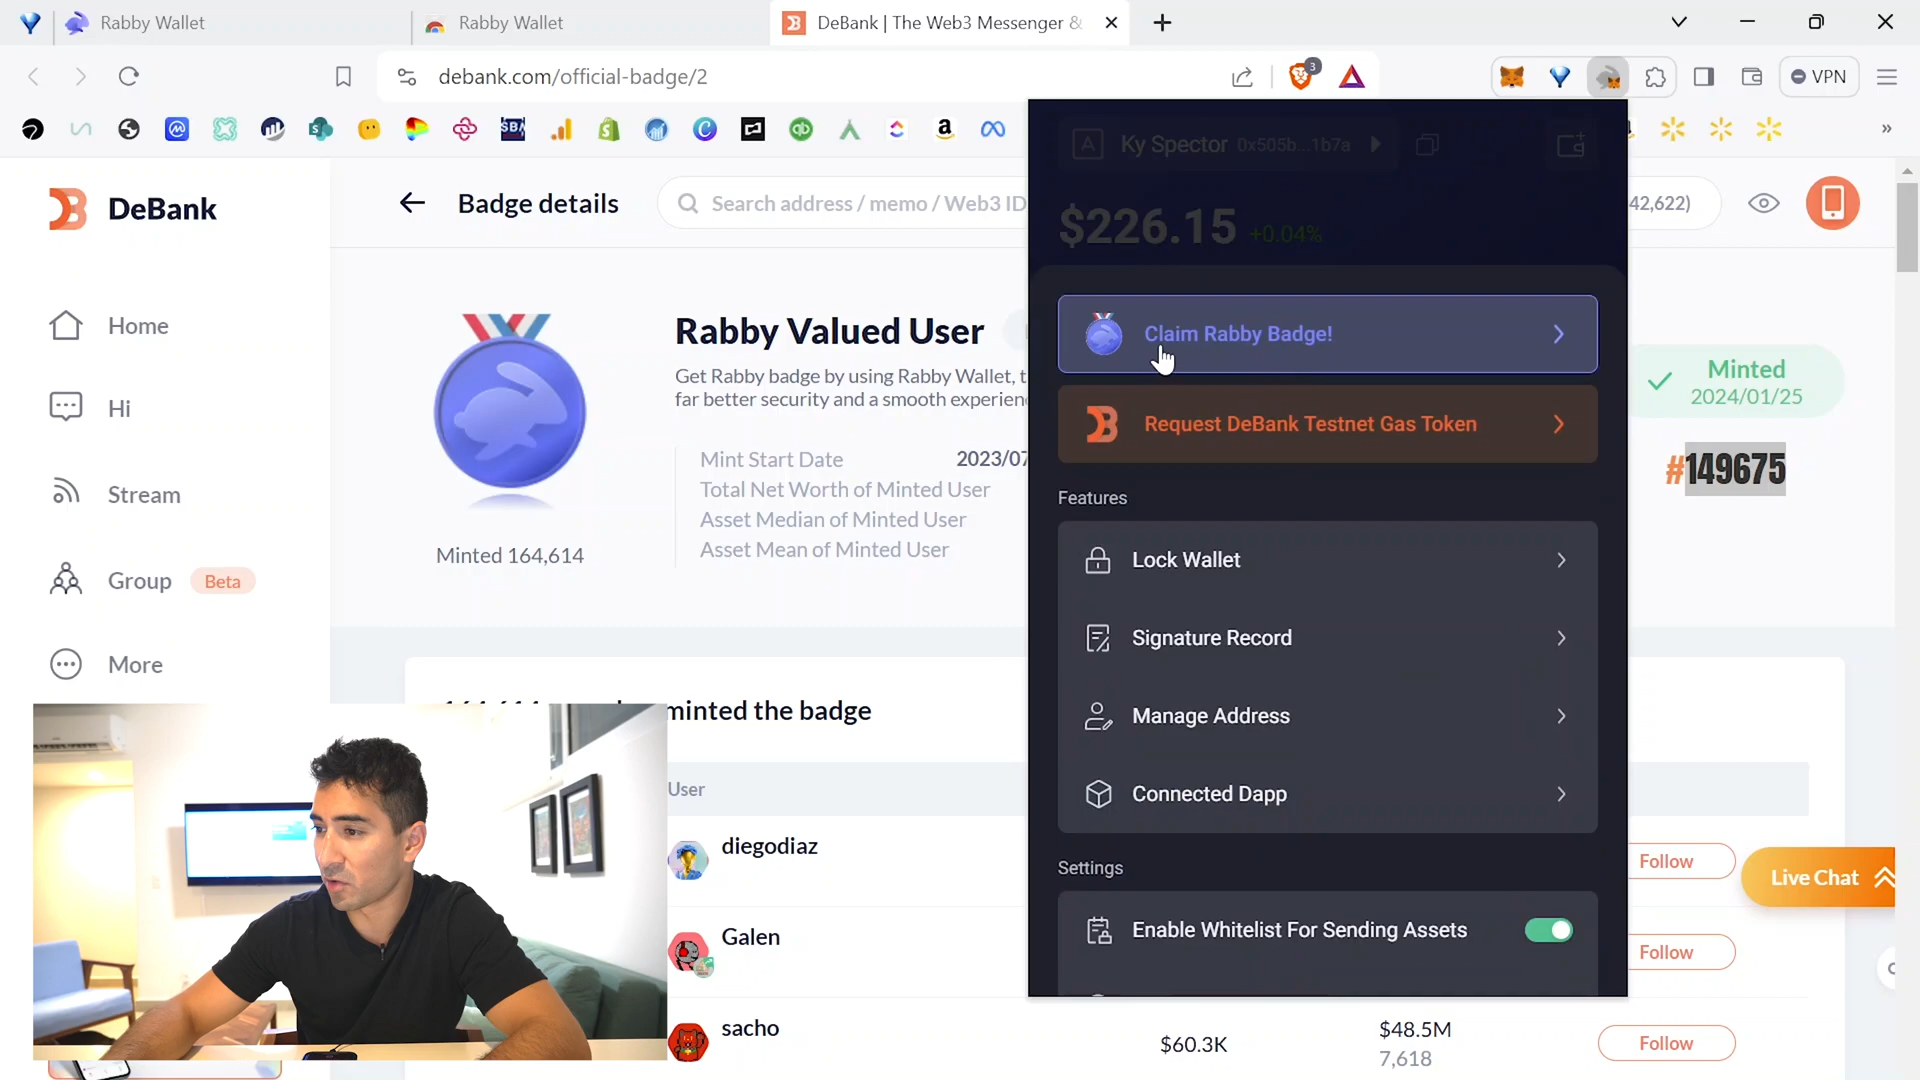 Rabby Wallet
Rabby Wallet
DeBank | The Web3 Messenger &
debank.com/official-badge/2
3
VPN
SBA
DeBank
Badge details
Search address / memo / Web3 ID
42,622)
Home
Hi
Stream
Group Beta
More
Rabby Valued User
Get Rabby badge by using Rabby Wallet, t
far better security and a smooth experien
Mint Start Date 2023/07
Total Net Worth of Minted User
Asset Median of Minted User
Asset Mean of Minted User
Minted 164,614
Minted
2024/01/25
#149675
minted the badge
User
diegodiaz
Galen
sacho
$60.3K
$48.5M
7,618
Follow
Follow
Follow
Live Chat
A Ky Spector 0x505b...1b7a
$226.15 +0.04%
Claim Rabby Badge!
Request DeBank Testnet Gas Token
Features
Lock Wallet
Signature Record
Manage Address
Connected Dapp
Settings
Enable Whitelist For Sending Assets